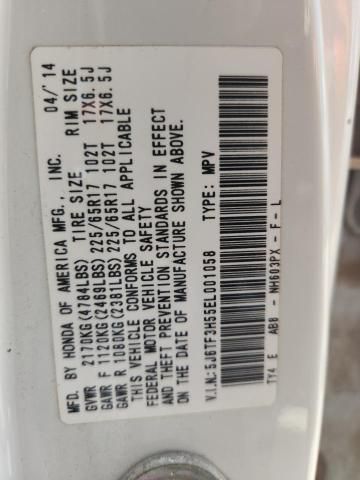 MFD. BY HONDA OF AMERICA MFG., INC. 04/14
TIRE SIZE RIM SIZE
GVWR 2170KG(4784LBS)
GAWR F 1120KG(2469LBS) 225/65R17 102T 17X6.5J
GAWR R 1080KG(2381LBS) 225/65R17 102T 17X6.5J
THIS VEHICLE CONFORMS TO ALL APPLICABLE
FEDERAL MOTOR VEHICLE SAFETY
AND THEFT PREVENTION STANDARDS IN EFFECT
ON THE DATE OF MANUFACTURE SHOWN ABOVE.
V.I.N.: 5J6TF3H55EL001058 TYPE: MPV
TY4 E AB8 - NH603PX - F - L